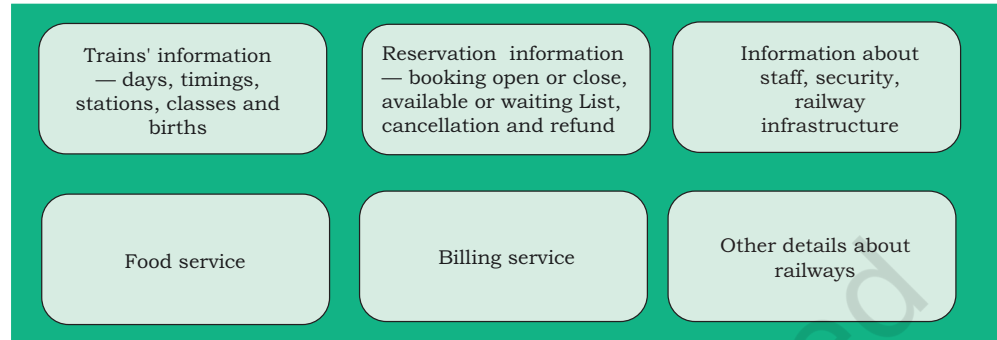 Trains' information
— days, timings,
stations, classes and
births
Reservation information
— booking open or close,
available or waiting List,
cancellation and refund
Information about
staff, security,
railway
infrastructure
Food service
Billing service
Other details about
railways